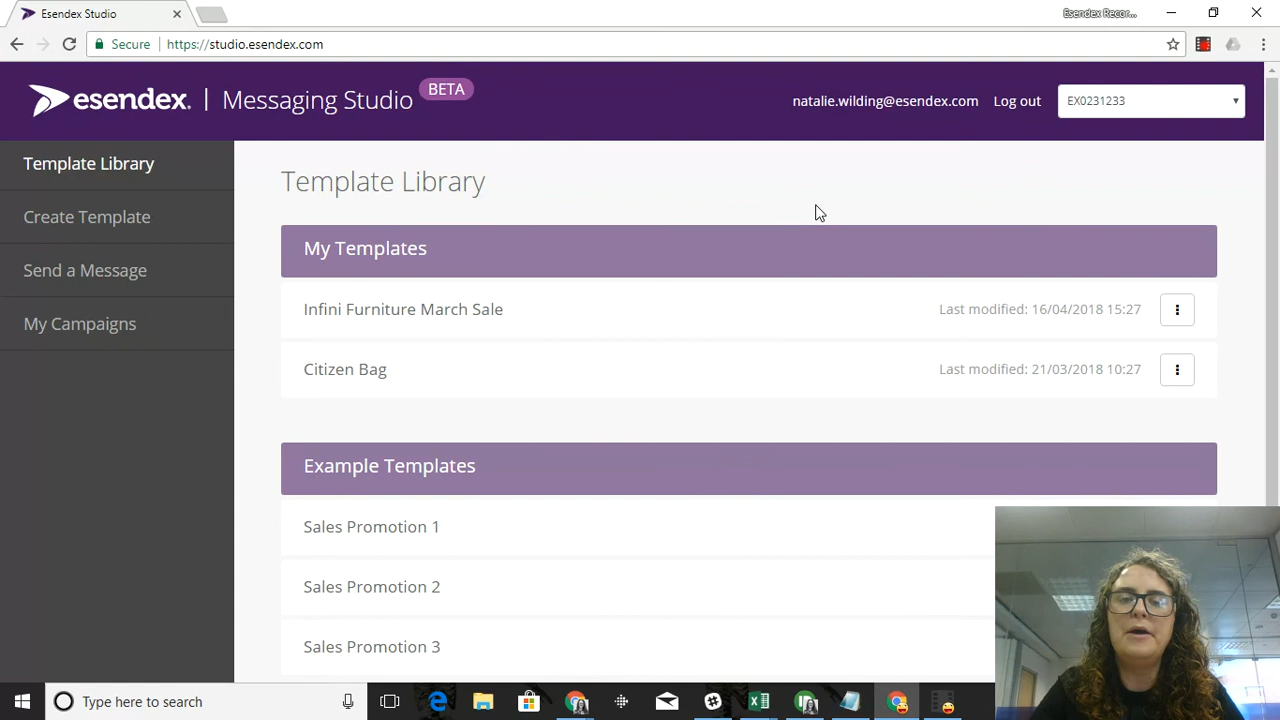 Esendex Studio
Esendex Recor...
Secure
https://studio.esendex.com
esendex. | Messaging Studio
BETA
natalie.wilding@esendex.com
Log out
EX0231233
Template Library
Create Template
Send a Message
My Campaigns
Template Library
My Templates
Infini Furniture March Sale
Last modified: 16/04/2018 15:27
Citizen Bag
Last modified: 21/03/2018 10:27
Example Templates
Sales Promotion 1
Sales Promotion 2
Sales Promotion 3
Type here to search